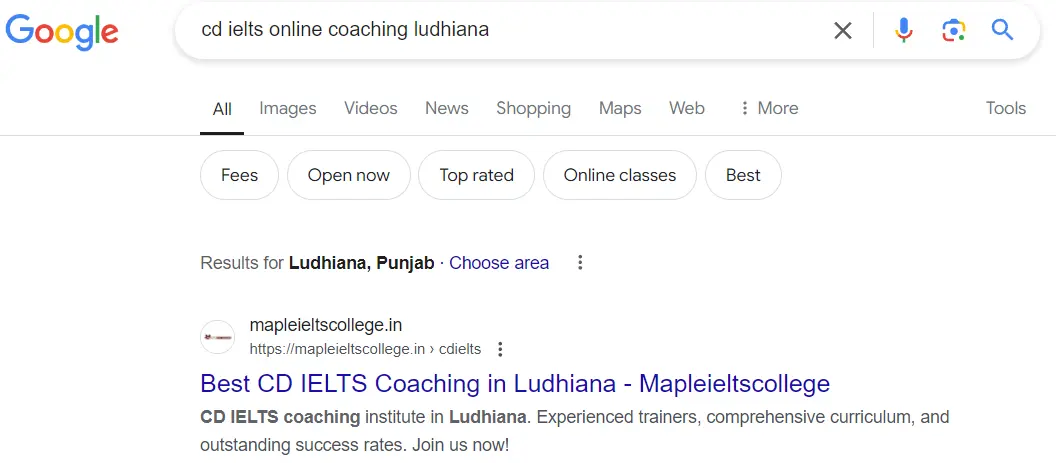 Google
cd ielts online coaching ludhiana
All Images Videos News Shopping Maps Web More Tools
Fees Open now Top rated Online classes Best
Results for Ludhiana, Punjab · Choose area
mapleieltscollege.in
https://mapleieltscollege.in › cdielts
Best CD IELTS Coaching in Ludhiana - Mapleieltscollege
CD IELTS coaching institute in Ludhiana. Experienced trainers, comprehensive curriculum, and
outstanding success rates. Join us now!